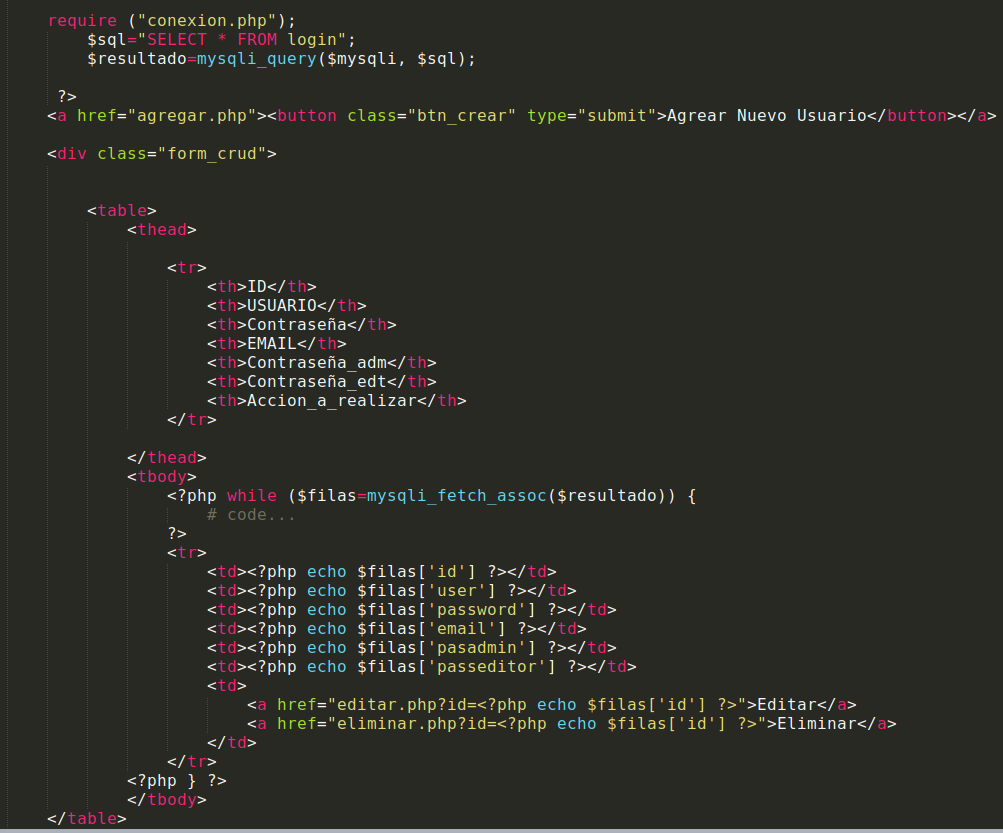 require ("conexion.php");
$sql="SELECT * FROM login";
$resultado=mysqli_query($mysqli, $sql);
?>
<a href="agregar.php"><button class="btn_crear" type="submit">Agrear Nuevo Usuario</button></a>
<div class="form_crud">
<table>
<thead>
<tr>
<th>ID</th>
<th>USUARIO</th>
<th>Contraseña</th>
<th>EMAIL</th>
<th>Contraseña_adm</th>
<th>Contraseña_edt</th>
<th>Accion_a_realizar</th>
</tr>
</thead>
<tbody>
<?php while ($filas=mysqli_fetch_assoc($resultado)) {
# code...
?>
<tr>
<td><?php echo $filas['id'] ?></td>
<td><?php echo $filas['user'] ?></td>
<td><?php echo $filas['password'] ?></td>
<td><?php echo $filas['email'] ?></td>
<td><?php echo $filas['pasadmin'] ?></td>
<td><?php echo $filas['passeditor'] ?></td>
<td>
<a href="editar.php?id=<?php echo $filas['id'] ?>">Editar</a>
<a href="eliminar.php?id=<?php echo $filas['id'] ?>">Eliminar</a>
</td>
</tr>
<?php } ?>
</tbody>
</table>